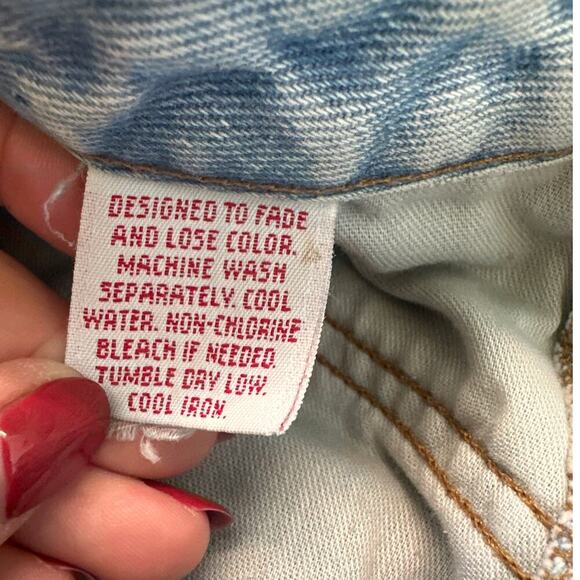 DESIGNED TO FADE
AND LOSE COLOR.
MACHINE WASH
SEPARATELY. COOL
WATER. NON-CHLORINE
BLEACH IF NEEDED.
TUMBLE DRY LOW.
COOL IRON.